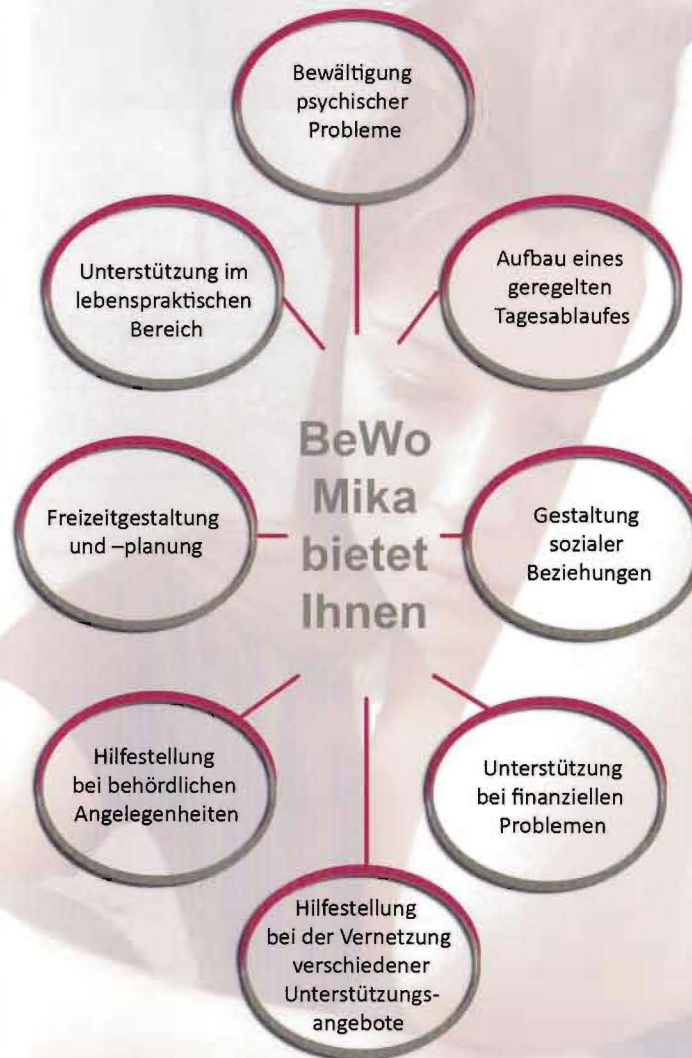 Bewältigung
psychischer
Probleme
Unterstützung im
lebenspraktischen
Bereich
Aufbau eines
geregelten
Tagesablaufes
BeWo
Mika
bietet
Ihnen
Freizeitgestaltung
und –planung
Gestaltung
sozialer
Beziehungen
Hilfestellung
bei behördlichen
Angelegenheiten
Unterstützung
bei finanziellen
Problemen
Hilfestellung
bei der Vernetzung
verschiedener
Unterstützungs-
angebote